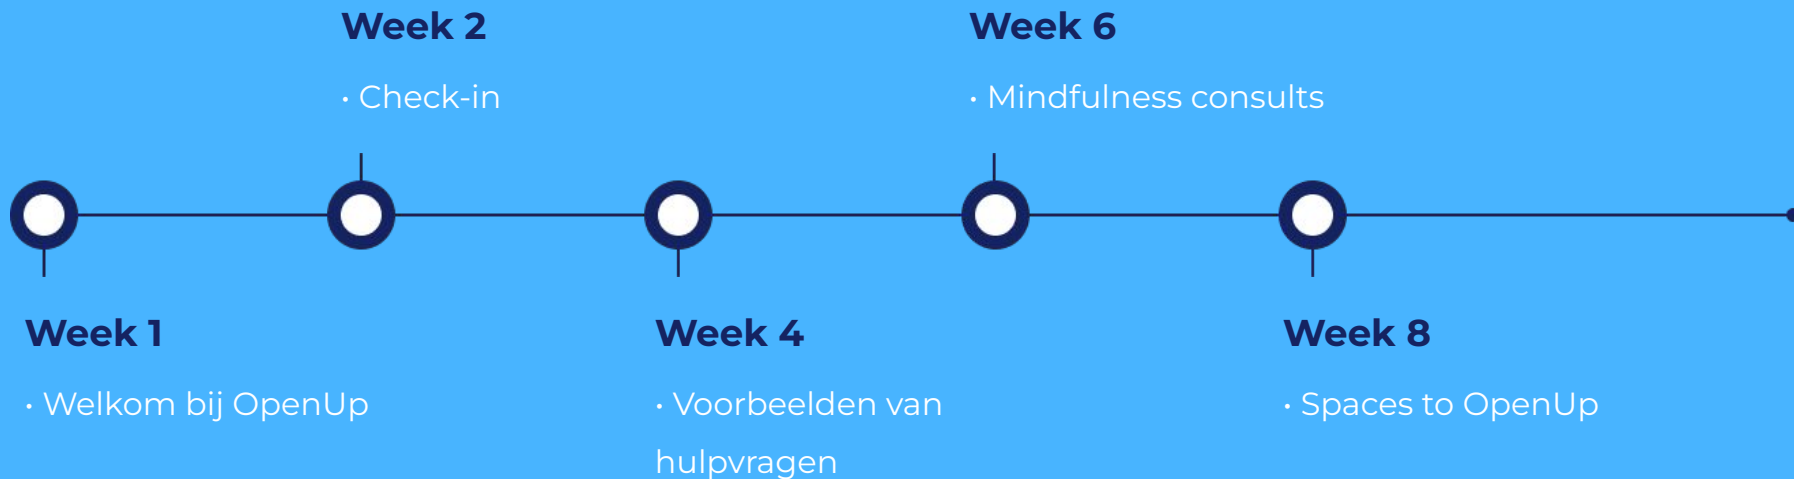 Week 2
· Check-in
Week 6
· Mindfulness consults
Week 1
· Welkom bij OpenUp
Week 4
· Voorbeelden van
hulpvragen
Week 8
· Spaces to OpenUp